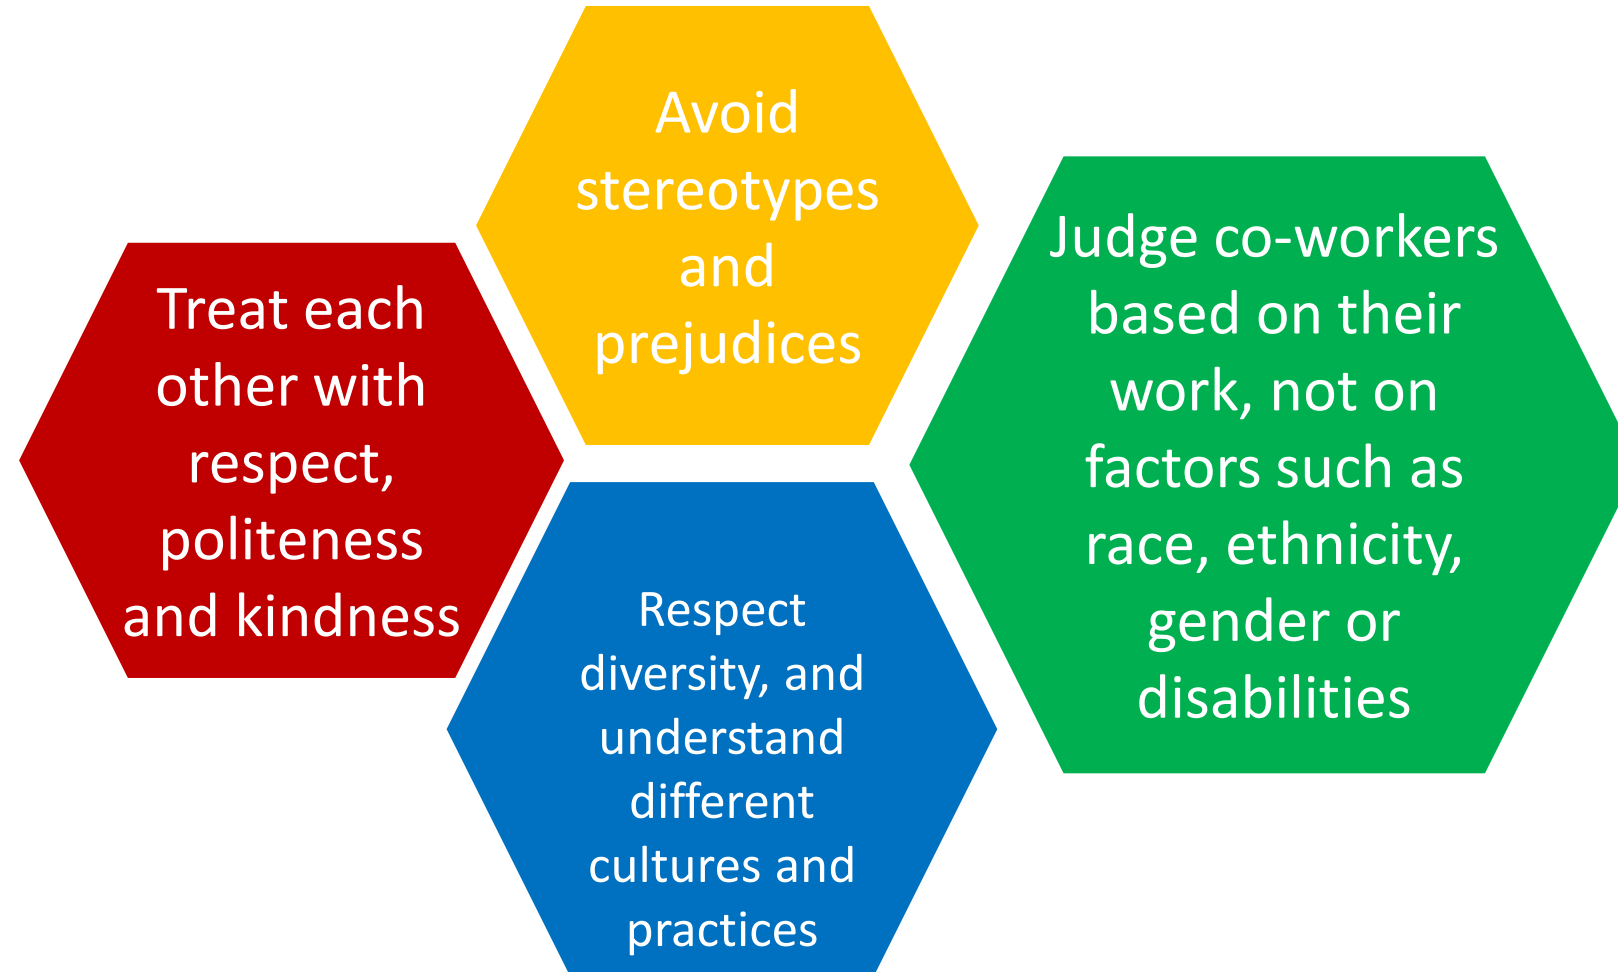 Treat each
other with
respect,
politeness
and kindness
Avoid
stereotypes
and
prejudices
Respect
diversity, and
understand
different
cultures and
practices
Judge co-workers
based on their
work, not on
factors such as
race, ethnicity,
gender or
disabilities